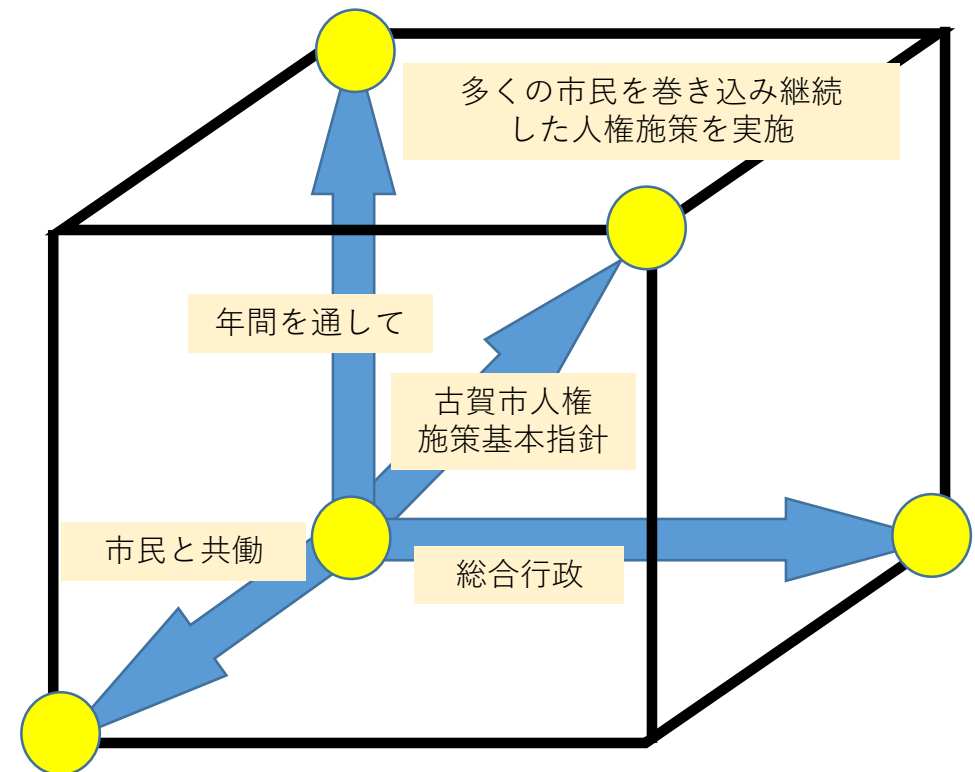 多くの市民を巻き込み継続
した人権施策を実施
年間を通して
古賀市人権
施策基本指針
市民と共働
総合行政